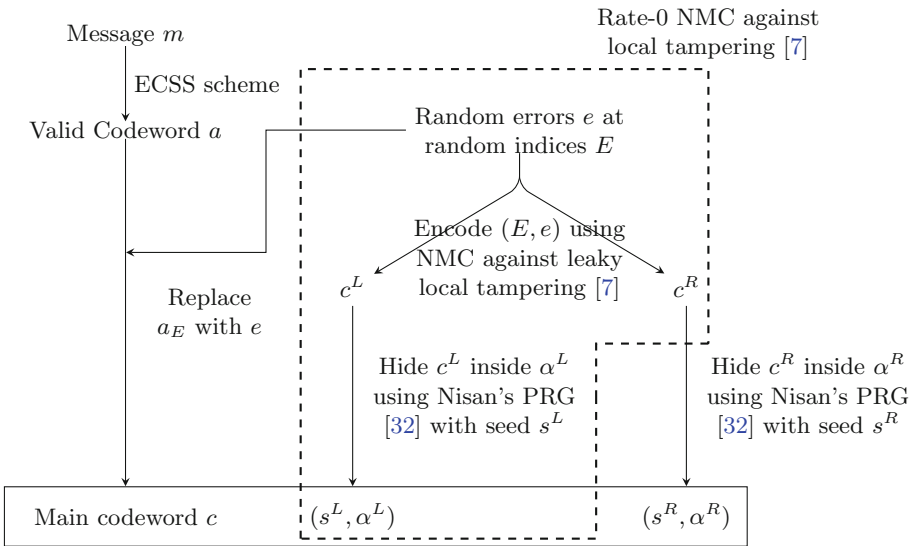 Rate-0 NMC against
local tampering [7]
Message m
ECSS scheme
Valid Codeword a
Random errors e at
random indices E
Encode (E, e) using
NMC against leaky
local tampering [7]
c^L
c^R
Replace
a_E with e
Hide c^L inside α^L
using Nisan's PRG
[32] with seed s^L
Hide c^R inside α^R
using Nisan's PRG
[32] with seed s^R
Main codeword c
(s^L, α^L)
(s^R, α^R)